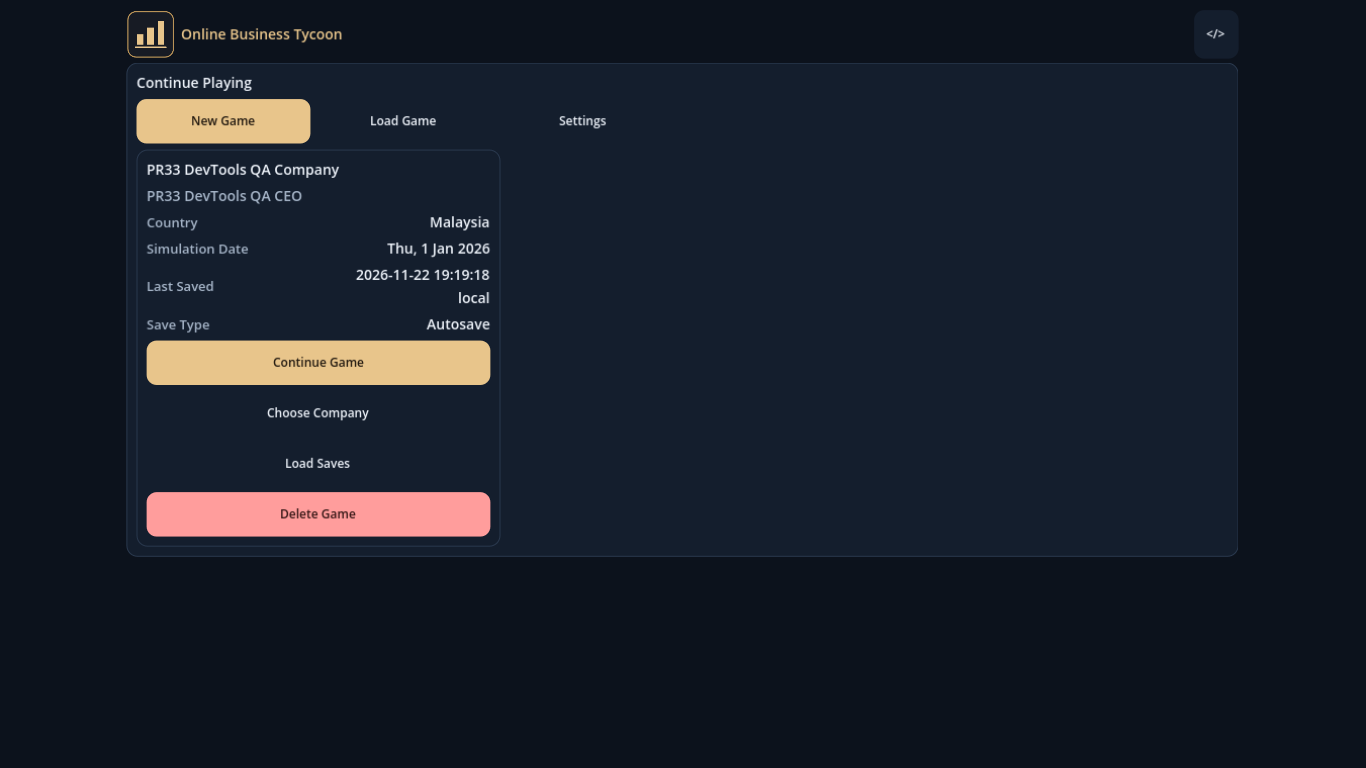 Online Business Tycoon
</>
Continue Playing
New Game
Load Game
Settings
PR33 DevTools QA Company
PR33 DevTools QA CEO
Country Malaysia
Simulation Date Thu, 1 Jan 2026
Last Saved 2026-11-22 19:19:18
local
Save Type Autosave
Continue Game
Choose Company
Load Saves
Delete Game